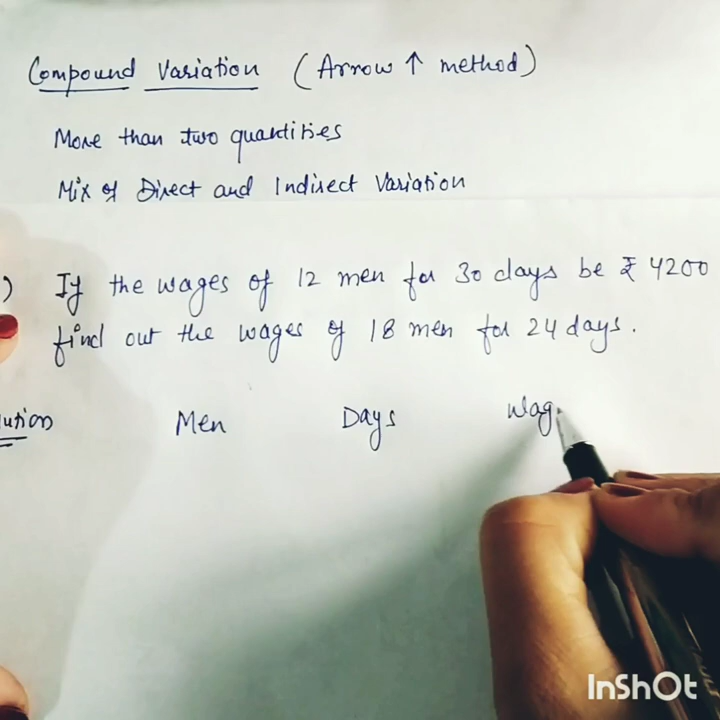 Compound Variation (Arrow ↑ method)
More than two quantities
Mix of Direct and Indirect Variation
) If the wages of 12 men for 30 days be ₹ 4200
find out the wages of 18 men for 24 days.
ution Men Days Wag
InShOt